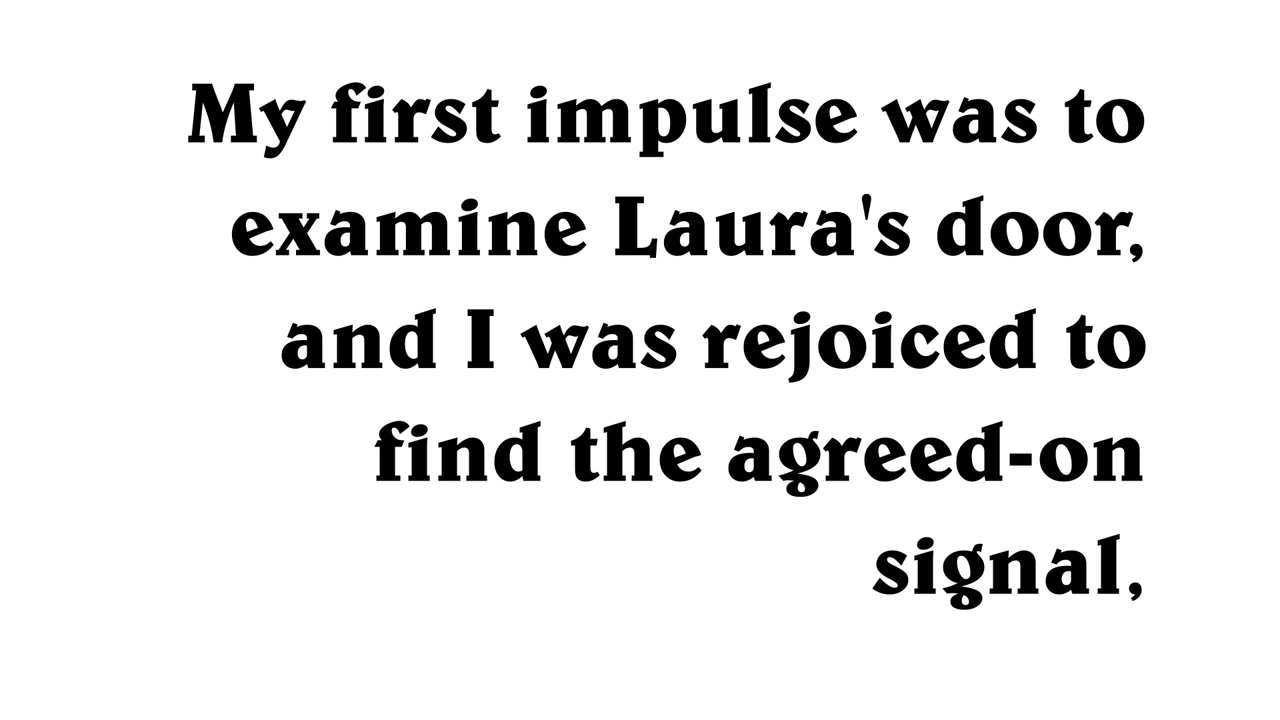 My first impulse was to
examine Laura's door,
and I was rejoiced to
find the agreed-on
signal,